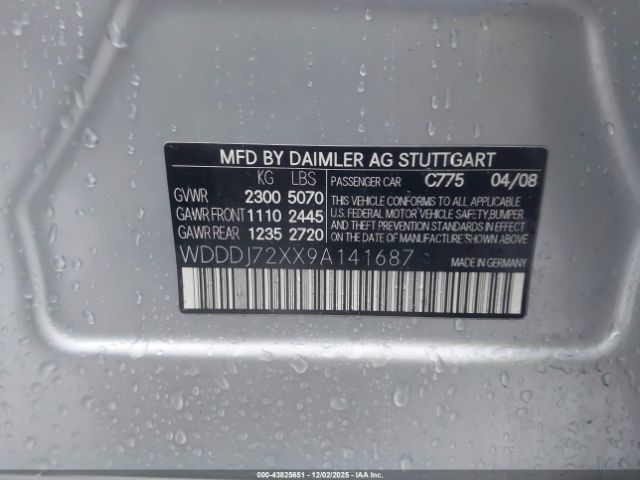 MFD BY DAIMLER AG STUTTGART
KG LBS
GVWR 2300 5070
GAWR FRONT 1110 2445
GAWR REAR 1235 2720
PASSENGER CAR C775 04/08
THIS VEHICLE CONFORMS TO ALL APPLICABLE
U.S. FEDERAL MOTOR VEHICLE SAFETY, BUMPER,
AND THEFT PREVENTION STANDARDS IN EFFECT
ON THE DATE OF MANUFACTURE SHOWN ABOVE.
WDDDJ72XX9A141687 MADE IN GERMANY
000-43825651 - 12/02/2025 - IAAI.COM